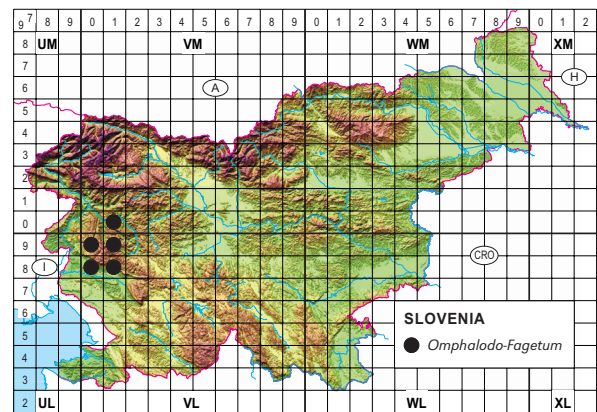 9 7 8 9 0 1 2 3 4 5 6 7 8 9 0 1 2 3 4 5 6 7 8 9 0 1 2
8 UM VM WM XM
7
6 A H
5
4
3
2
1
0
9 CRO
8 I
7
6 SLOVENIA
5 Omphalodo-Fagetum
4
3
2 UL VL WL XL